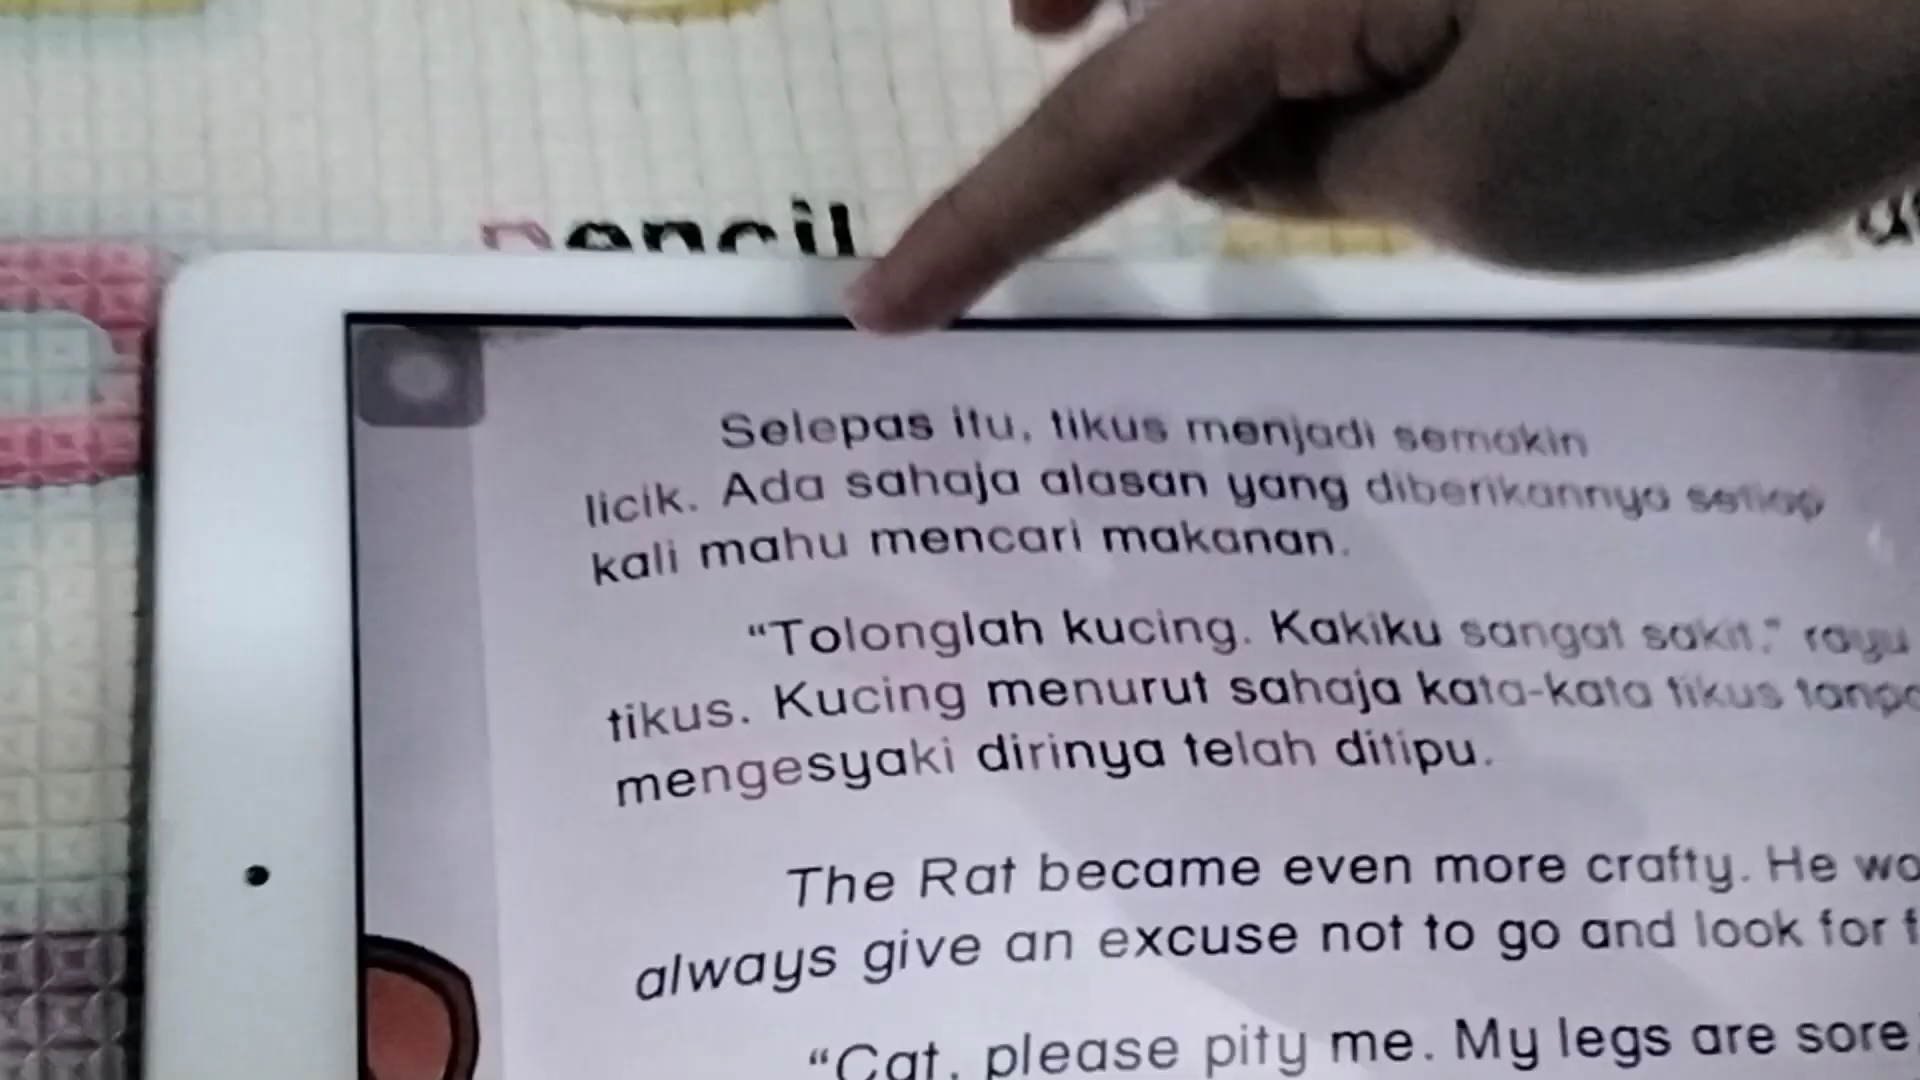 pencil
Selepas itu, tikus menjadi semakin
licik. Ada sahaja alasan yang diberikannya setiap
kali mahu mencari makanan.
“Tolonglah kucing. Kakiku sangat sakit,” rayu
tikus. Kucing menurut sahaja kata-kata tikus
mengesyaki dirinya telah ditipu.
The Rat became even more crafty. He
always give an excuse not to go and look for
“Cat, please pity me. My legs are sore